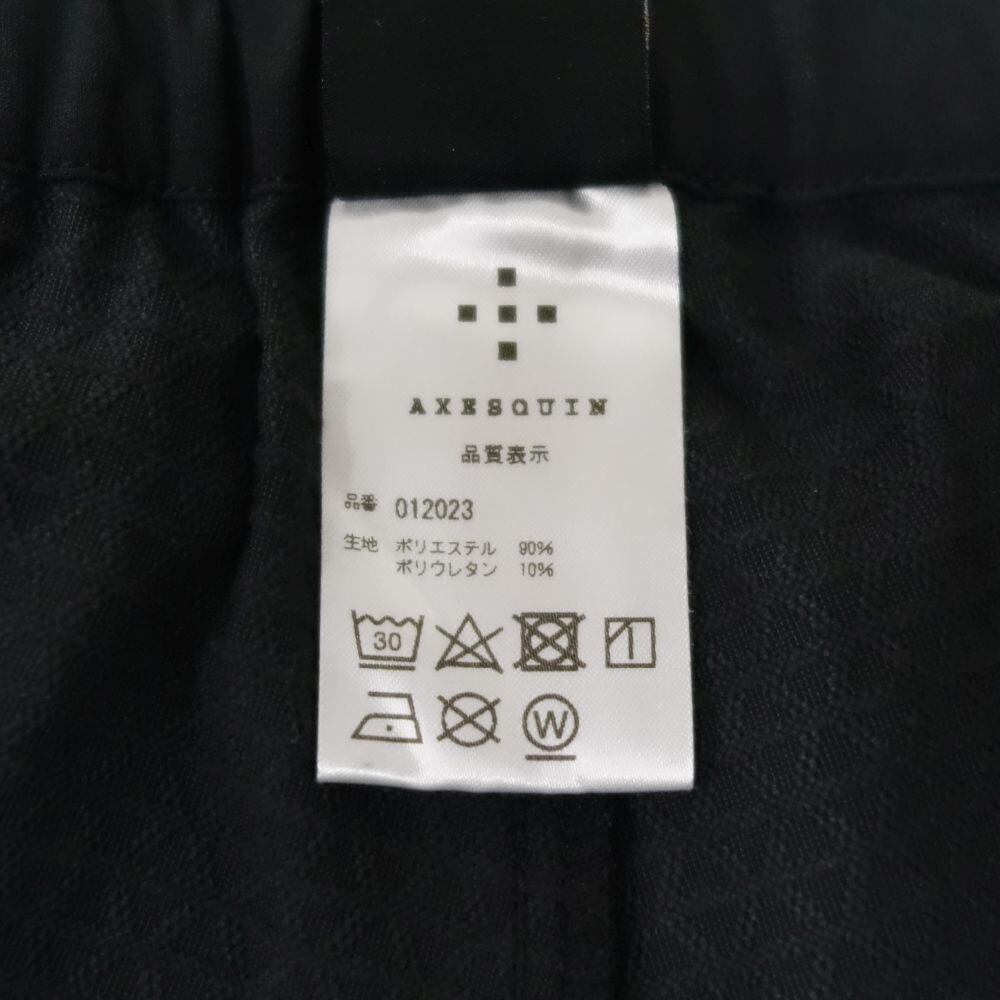 AXESQUIN
品質表示
品番 012023
生地 ポリエステル 90%
ポリウレタン 10%
30
W